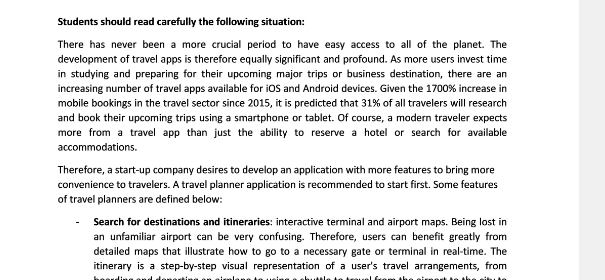 Students should read carefully the following situation:
There has never been a more crucial period to have easy access to all of the planet. The
development of travel apps is therefore equally significant and profound. As more users invest time
in studying and preparing for their upcoming major trips or business destination, there are an
increasing number of travel apps available for iOS and Android devices. Given the 1700% increase in
mobile bookings in the travel sector since 2015, it is predicted that 31% of all travelers will research
and book their upcoming trips using a smartphone or tablet. Of course, a modern traveler expects
more from a travel app than just the ability to reserve a hotel or search for available
accommodations.
Therefore, a start-up company desires to develop an application with more features to bring more
convenience to travelers. A travel planner application is recommended to start first. Some features
of travel planners are defined below:
- Search for destinations and itineraries: interactive terminal and airport maps. Being lost in
an unfamiliar airport can be very confusing. Therefore, users can benefit greatly from
detailed maps that illustrate how to go to a necessary gate or terminal in real-time. The
itinerary is a step-by-step visual representation of a user's travel arrangements, from